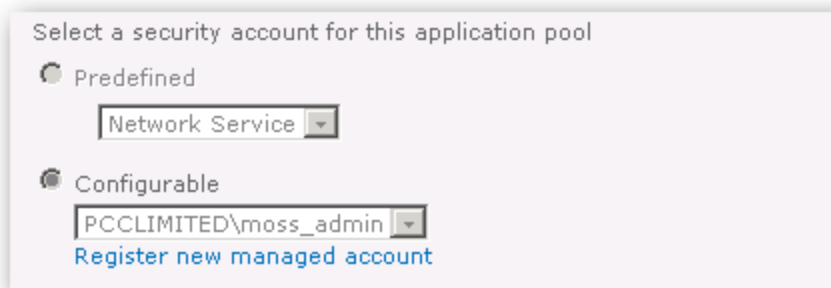 Select a security account for this application pool
Predefined
Network Service
Configurable
PCCLIMITED\moss_admin
Register new managed account